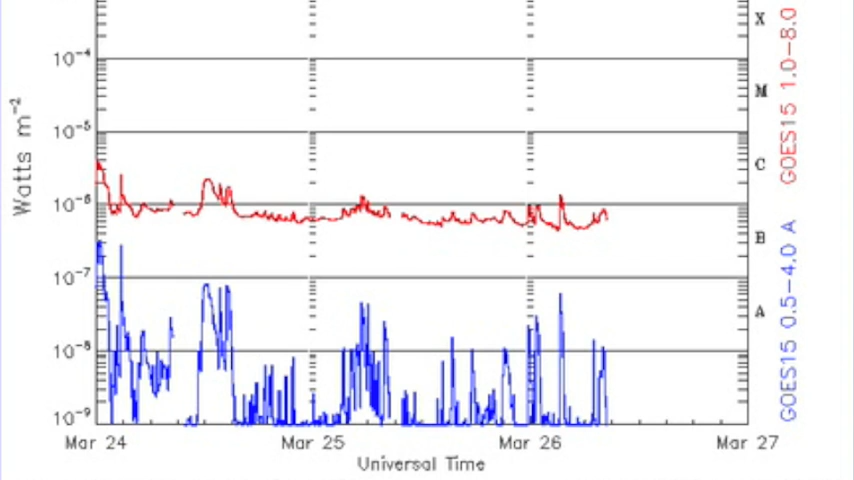 X
10⁻⁴
M
10⁻⁵
C
10⁻⁶
B
10⁻⁷
A
10⁻⁸
10⁻⁹
Watts m⁻²
Mar 24
Mar 25
Mar 26
Mar 27
Universal Time
GOES15 1.0-8.0
GOES15 0.5-4.0 A